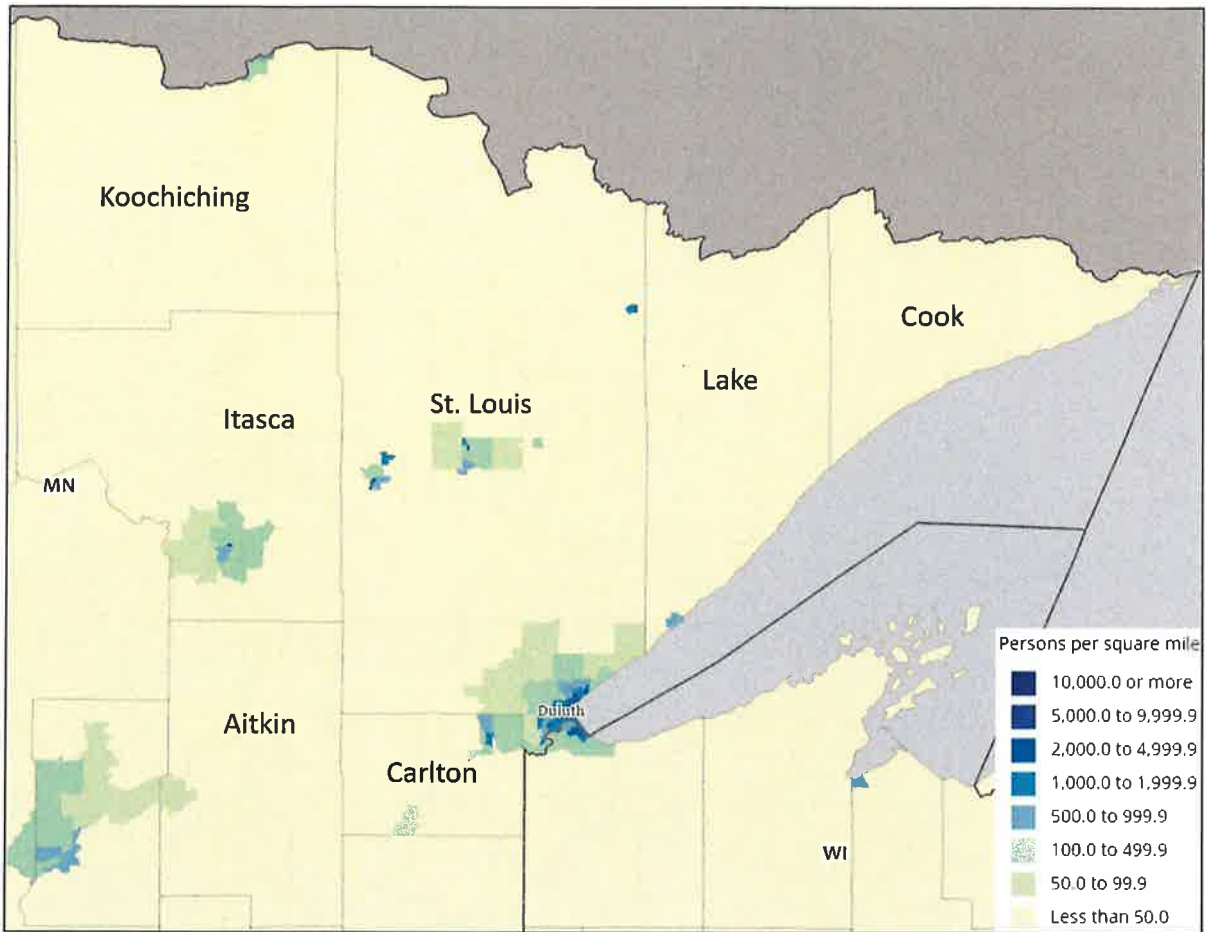 Koochiching
Cook
Lake
St. Louis
Itasca
MN
Duluth
Aitkin
Carlton
WI
Persons per square mile
10,000.0 or more
5,000.0 to 9,999.9
2,000.0 to 4,999.9
1,000.0 to 1,999.9
500.0 to 999.9
100.0 to 499.9
50.0 to 99.9
Less than 50.0